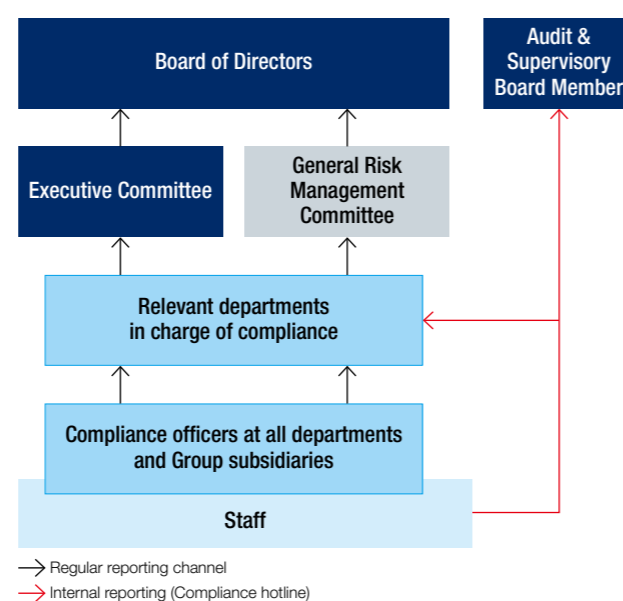 Board of Directors
Audit &
Supervisory
Board Member
Executive Committee
General Risk
Management
Committee
Relevant departments
in charge of compliance
Compliance officers at all departments
and Group subsidiaries
Staff
Regular reporting channel
Internal reporting (Compliance hotline)